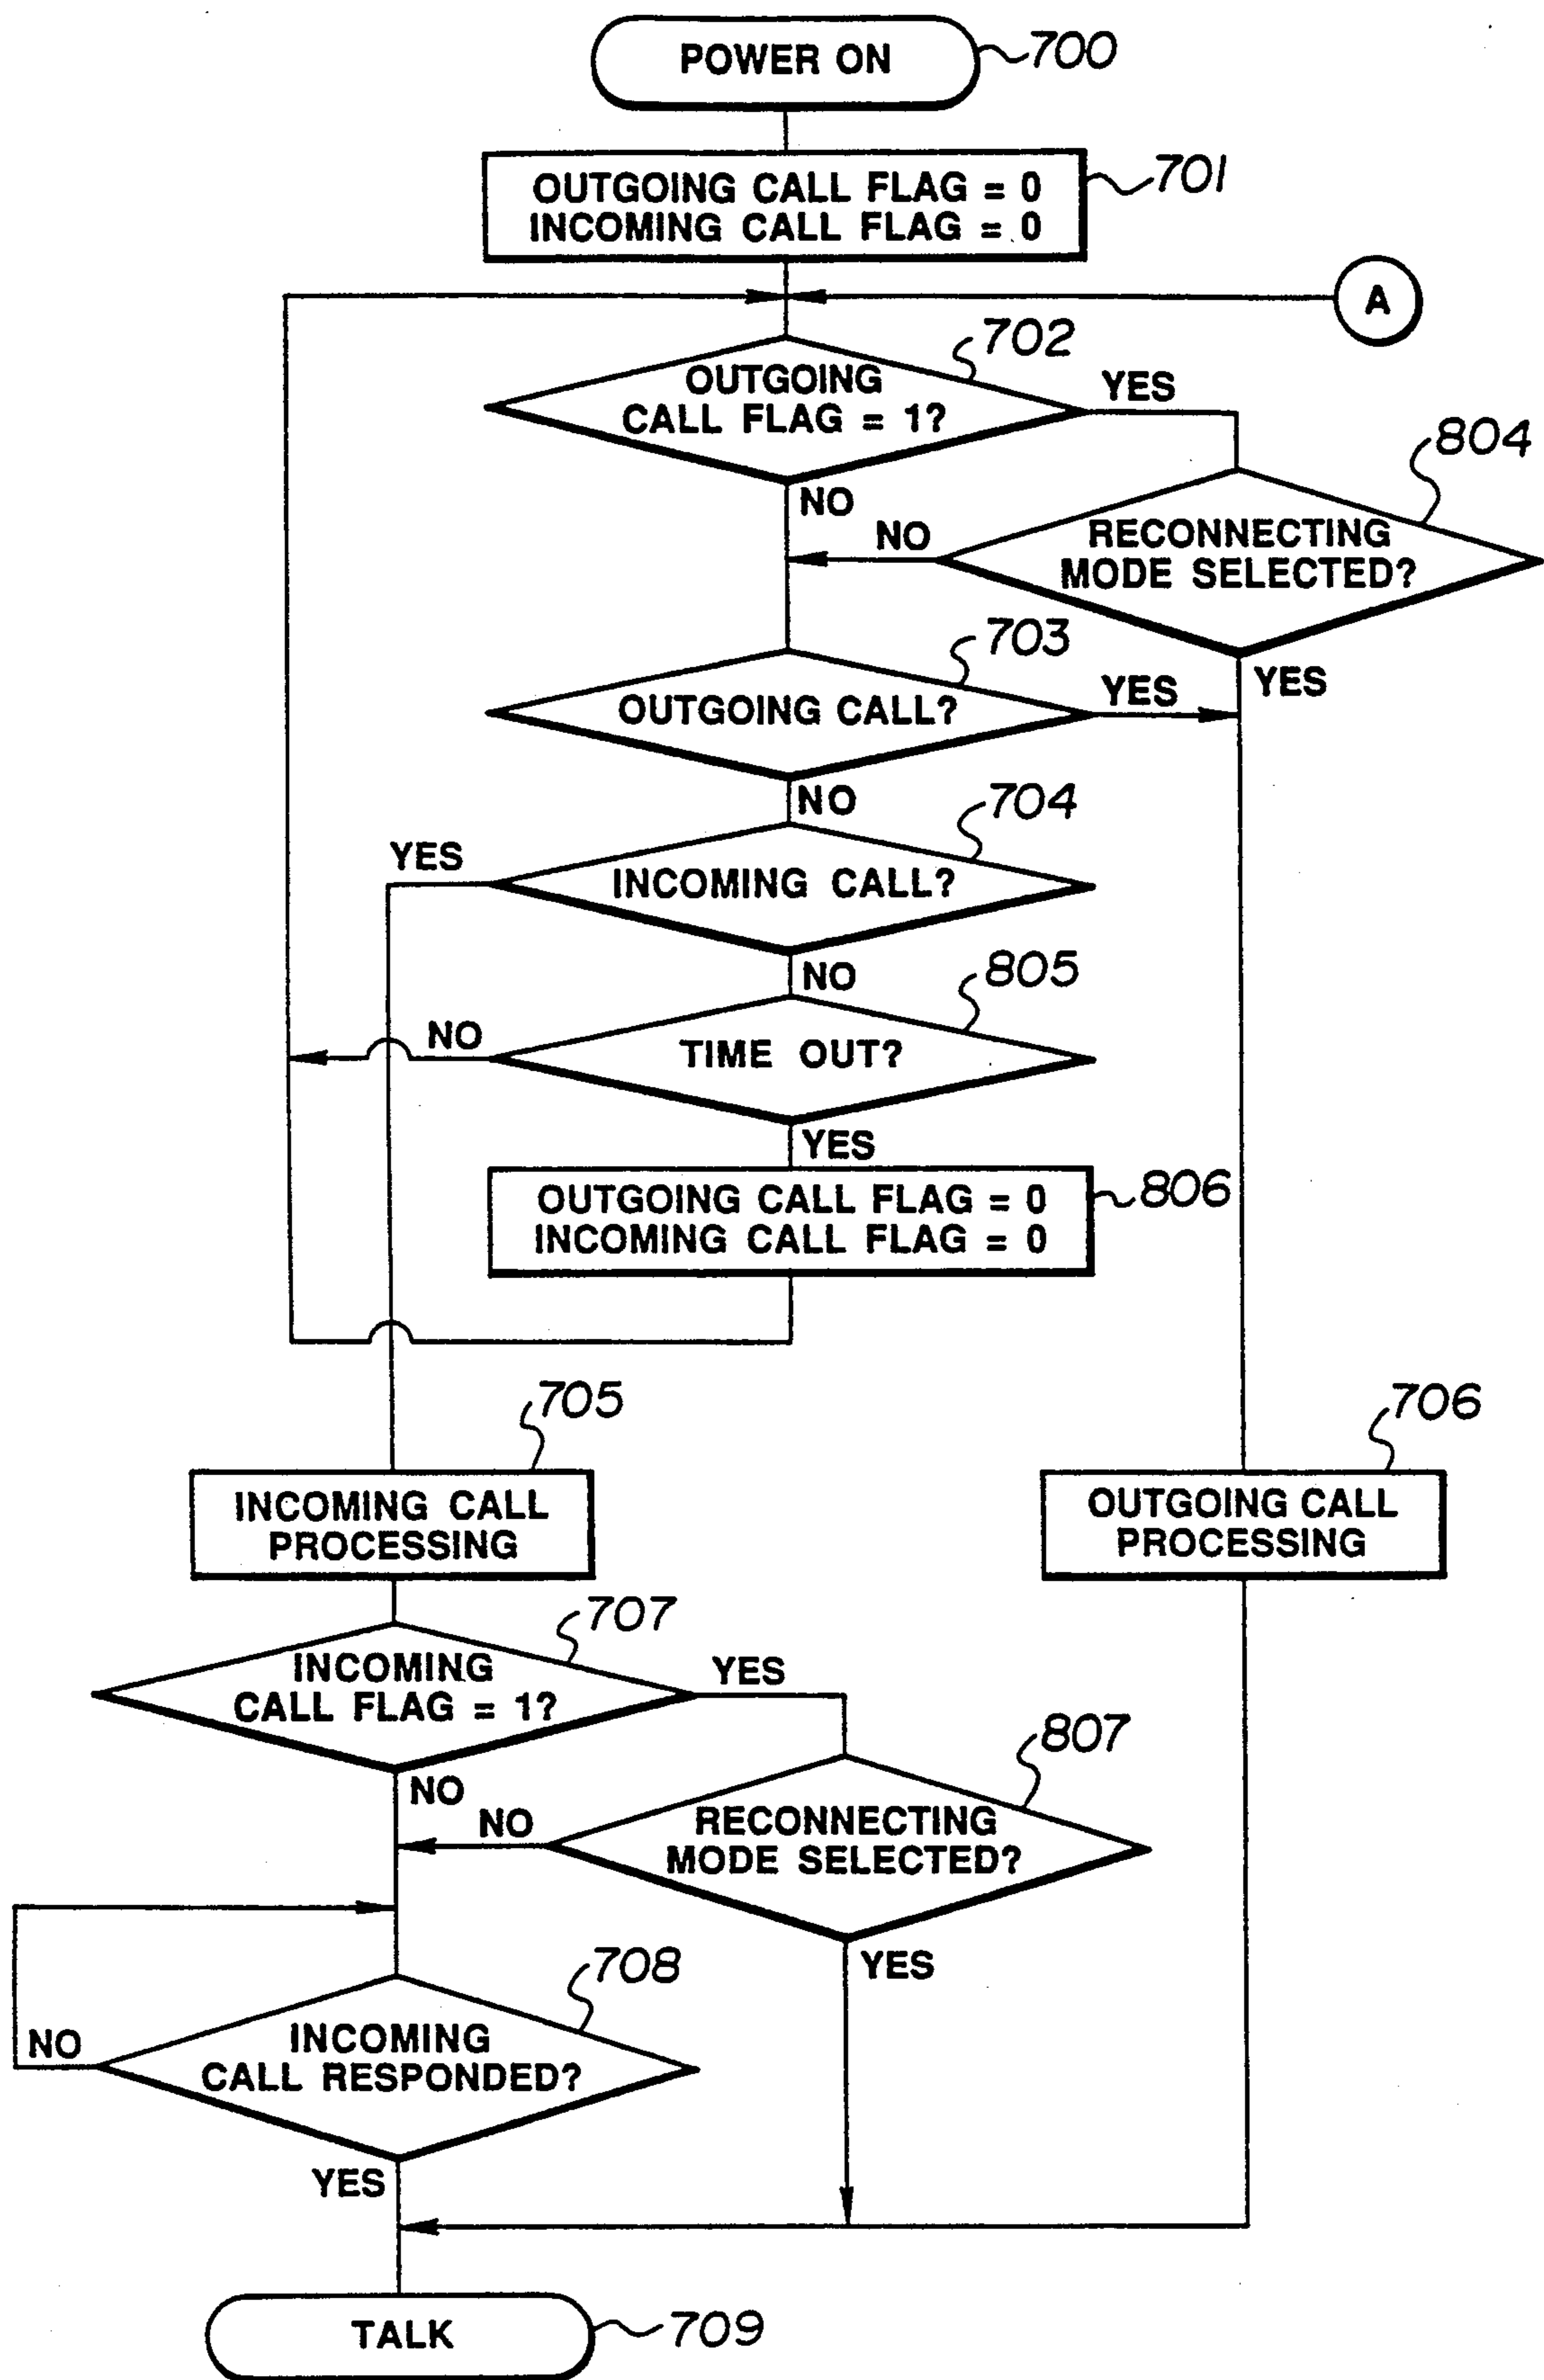 POWER ON
700
OUTGOING CALL FLAG = 0
INCOMING CALL FLAG = 0
701
A
702
OUTGOING
CALL FLAG = 1?
YES
NO
804
RECONNECTING
MODE SELECTED?
NO
YES
703
OUTGOING CALL?
YES
NO
704
INCOMING CALL?
YES
NO
805
TIME OUT?
NO
YES
OUTGOING CALL FLAG = 0
INCOMING CALL FLAG = 0
806
705
INCOMING CALL
PROCESSING
706
OUTGOING CALL
PROCESSING
707
INCOMING
CALL FLAG = 1?
YES
NO
807
RECONNECTING
MODE SELECTED?
NO
YES
708
INCOMING
CALL RESPONDED?
NO
YES
TALK
709